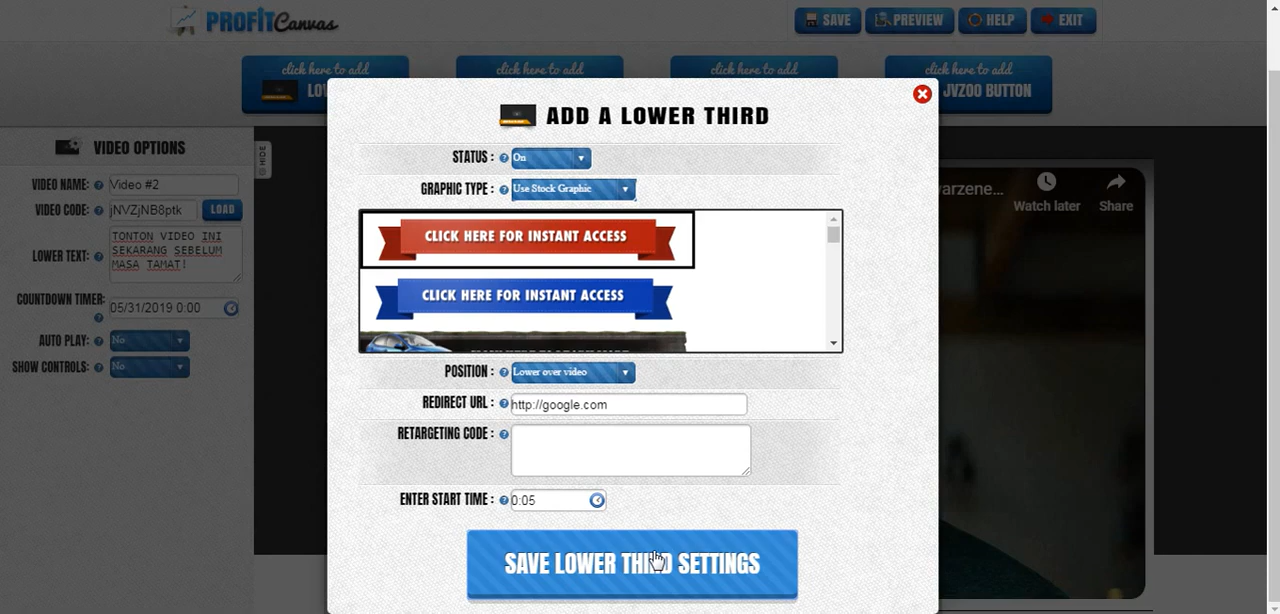 PROFITCanvas
SAVE
PREVIEW
HELP
EXIT
click here to add
click here to add
click here to add
click here to add
JVZOO BUTTON
ADD A LOWER THIRD
STATUS :
On
GRAPHIC TYPE :
Use Stock Graphic
CLICK HERE FOR INSTANT ACCESS
CLICK HERE FOR INSTANT ACCESS
POSITION :
Lower over video
REDIRECT URL :
http://google.com
RETARGETING CODE :
ENTER START TIME :
0:05
SAVE LOWER THIRD SETTINGS
HIDE
VIDEO OPTIONS
VIDEO NAME:
Video #2
VIDEO CODE:
jNVZjNB8ptk
LOAD
LOWER TEXT:
TONTON VIDEO INI
SEKARANG SEBELUM
MASA TAMAT!
COUNTDOWN TIMER:
05/31/2019 0:00
AUTO PLAY:
No
SHOW CONTROLS:
No
warzene...
Watch later
Share